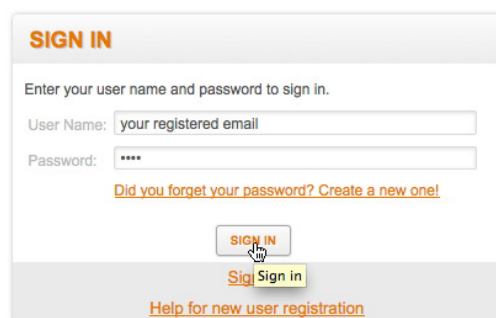 SIGN IN
Enter your user name and password to sign in.
User Name: your registered email
Password: ••••
Did you forget your password? Create a new one!
SIGN IN
Sign in
Help for new user registration